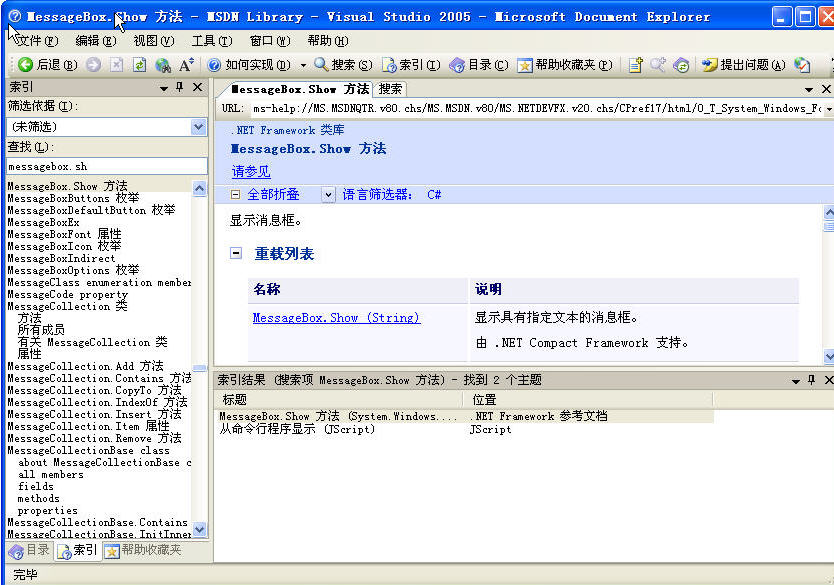 MessageBox.Show 方法 - MSDN Library - Visual Studio 2005 - Microsoft Document Explorer
文件(F) 编辑(E) 视图(V) 工具(T) 窗口(W) 帮助(H)
后退(B) 如何实现(D) 搜索(S) 索引(I) 目录(C) 帮助收藏夹(P) 提出问题(A)
索引
筛选依据(I):
(未筛选)
查找(L):
messagebox.sh
MessageBox.Show 方法
MessageBoxButtons 枚举
MessageBoxDefaultButton 枚举
MessageBoxEx
MessageBoxFont 属性
MessageBoxIcon 枚举
MessageBoxIndirect
MessageBoxOptions 枚举
MessageClass enumeration member
MessageCode property
MessageCollection 类
方法
所有成员
有关 MessageCollection 类
属性
MessageCollection.Add 方法
MessageCollection.Contains 方法
MessageCollection.CopyTo 方法
MessageCollection.IndexOf 方法
MessageCollection.Insert 方法
MessageCollection.Item 属性
MessageCollection.Remove 方法
MessageCollectionBase class
about MessageCollectionBase c
all members
fields
methods
properties
MessageCollectionBase.Contains
MessageCollectionBase.InitInner
目录 索引 帮助收藏夹
MessageBox.Show 方法 搜索
URL: ms-help://MS.MSDNQTR.v80.chs/MS.MSDN.v80/MS.NETDEVFX.v20.chs/CPref17/html/O_T_System_Windows_Fo
.NET Framework 类库
MessageBox.Show 方法
请参见
全部折叠 语言筛选器: C#
显示消息框。
重载列表
名称 说明
MessageBox.Show (String) 显示具有指定文本的消息框。
由 .NET Compact Framework 支持。
索引结果 (搜索项 MessageBox.Show 方法) - 找到 2 个主题
标题 位置
MessageBox.Show 方法 (System.Windows.... .NET Framework 参考文档
从命令行程序显示 (JScript) JScript
完毕